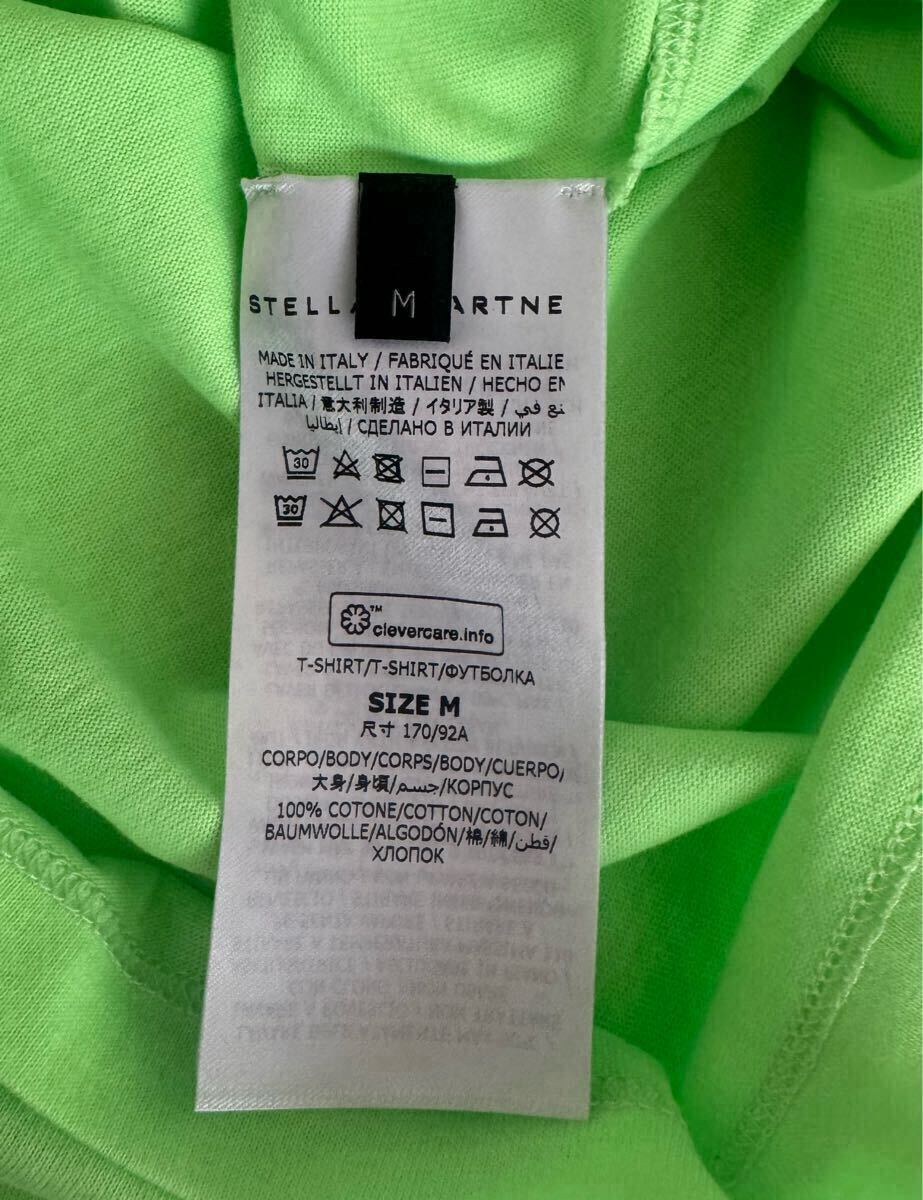 M
STELL ARTNE
MADE IN ITALY / FABRIQUÉ EN ITALIE
HERGESTELLT IN ITALIEN / HECHO EN
ITALIA / 意大利制造 / イタリア製 / صنع في
إيطاليا / СДЕЛАНО В ИТАЛИИ
30
30
™
clevercare.info
T-SHIRT/T-SHIRT/ФУТБОЛКА
SIZE M
尺寸 170/92A
CORPO/BODY/CORPS/BODY/CUERPO/
大身/身頃/جسم/КОРПУС
100% COTONE/COTTON/COTON/
BAUMWOLLE/ALGODÓN/棉/綿/قطن/
ХЛОПОК